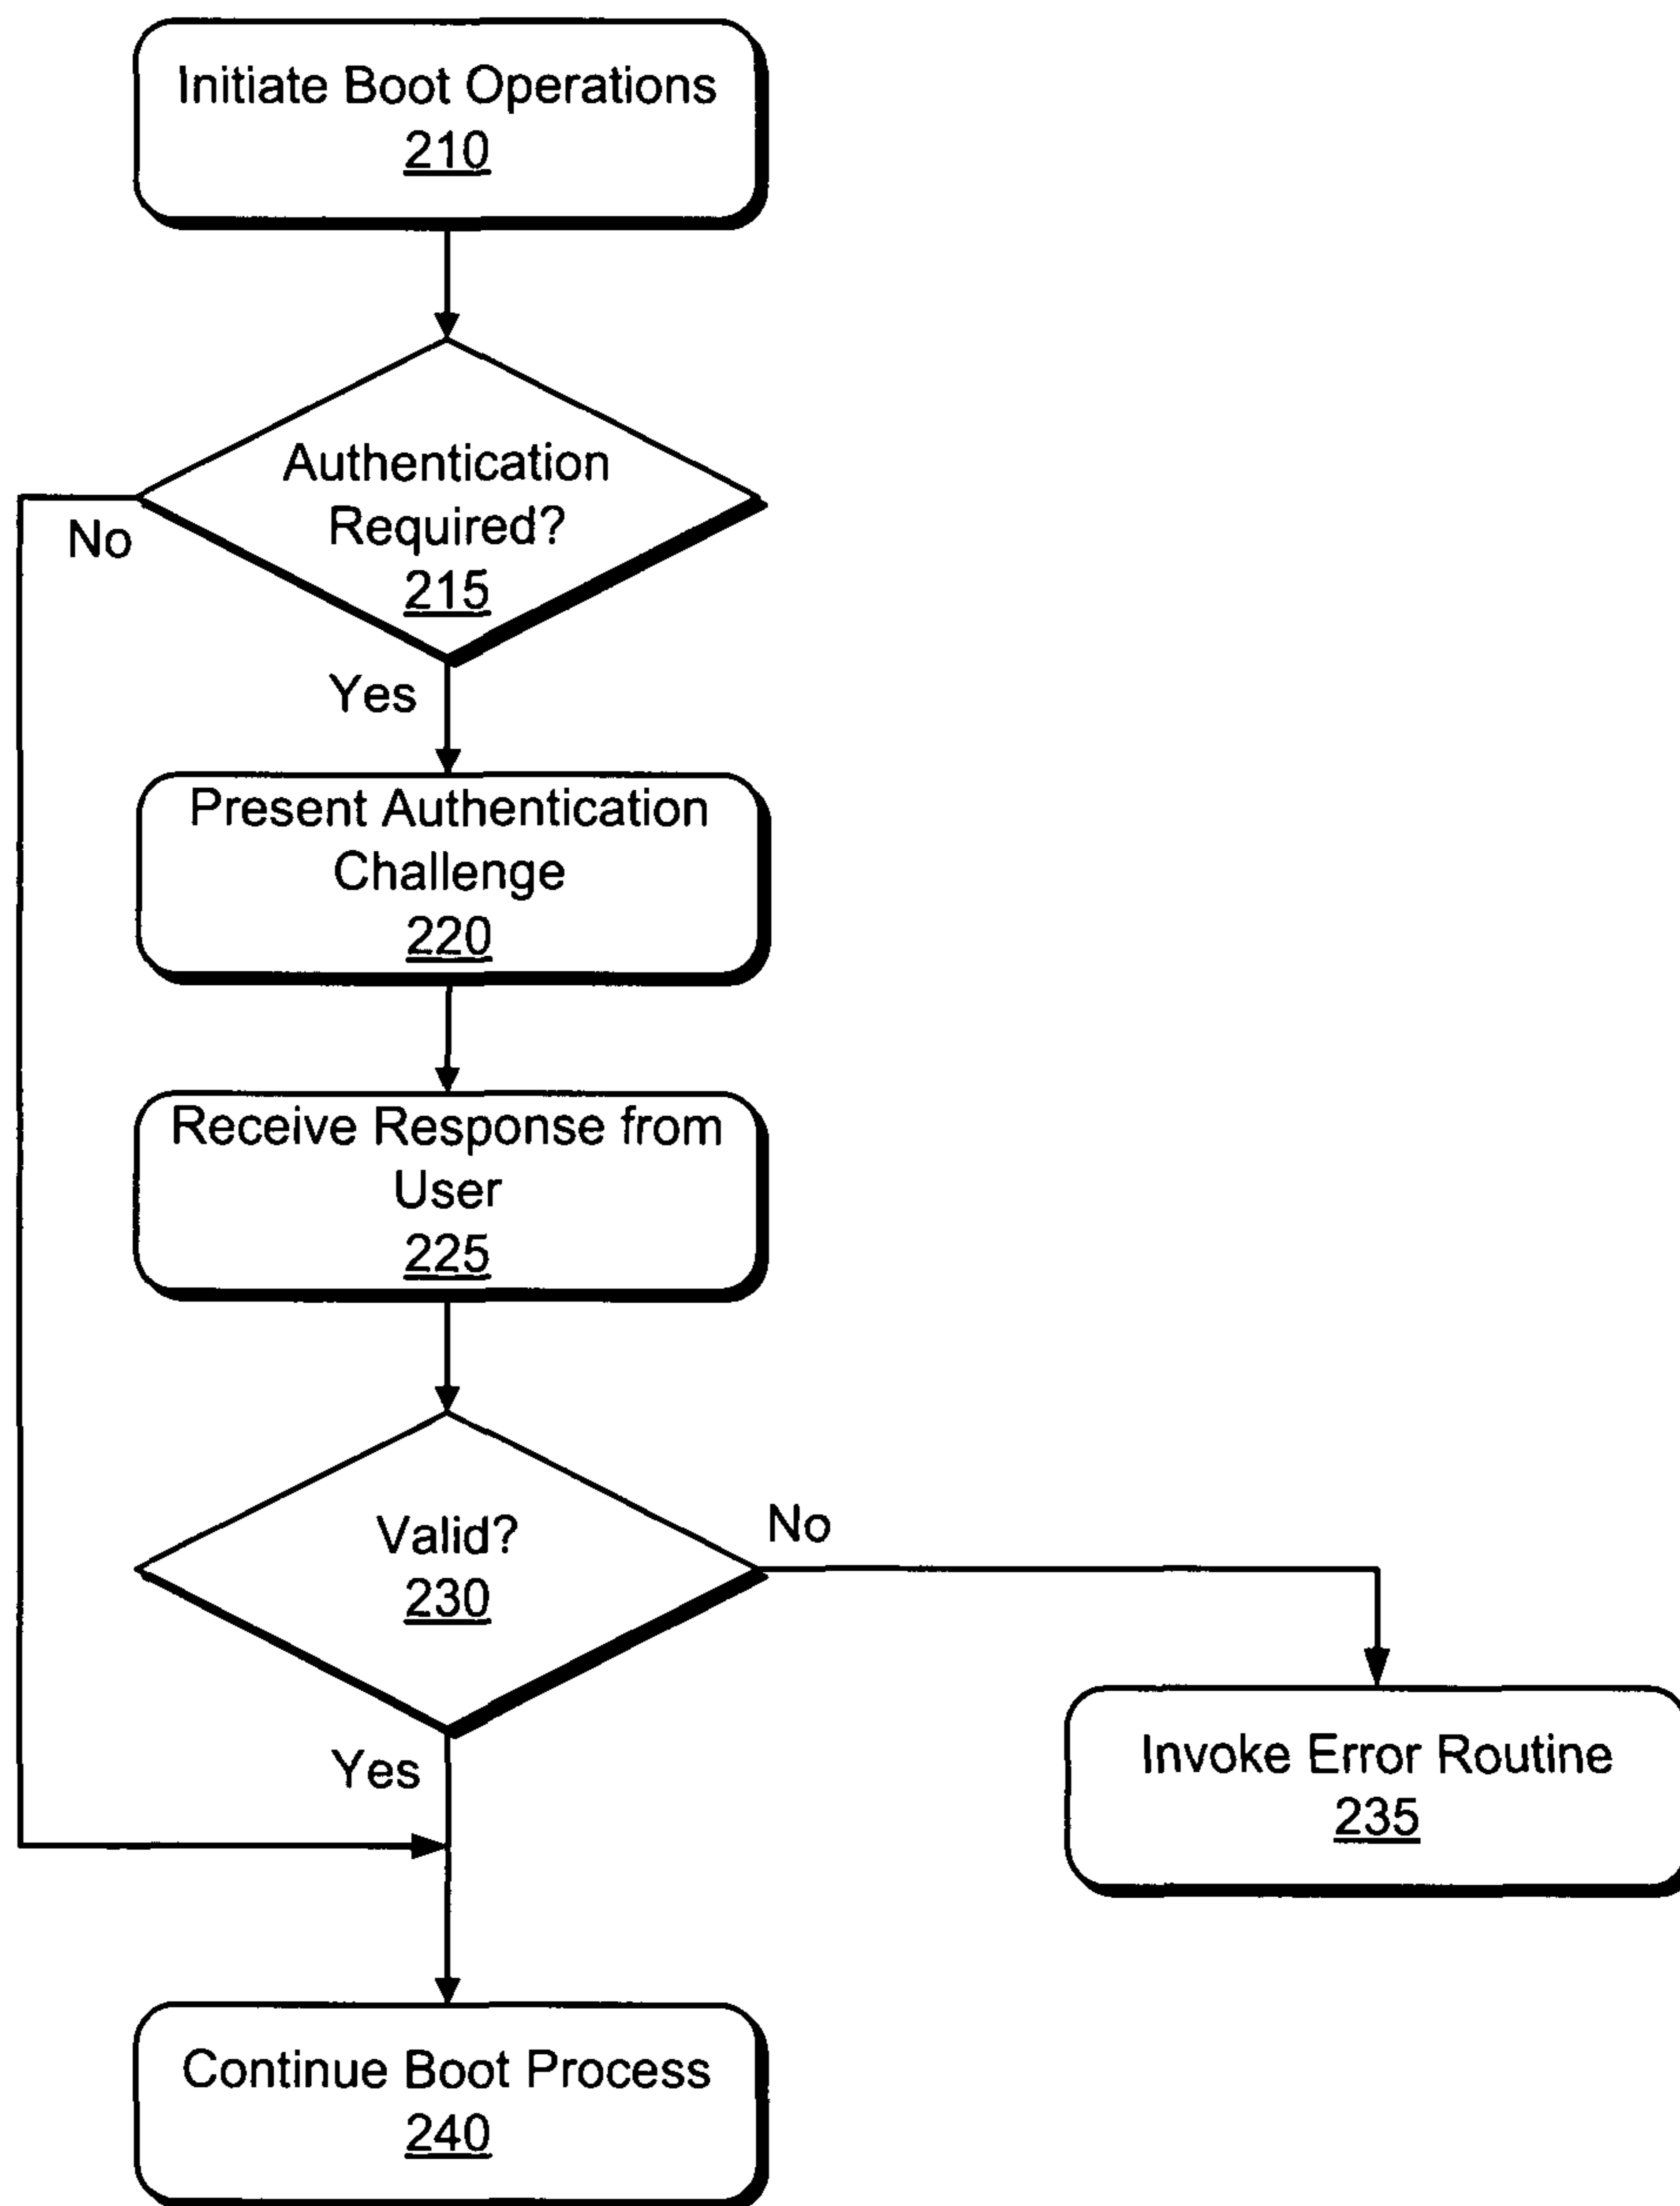 Initiate Boot Operations
210
Authentication
Required?
215
No
Yes
Present Authentication
Challenge
220
Receive Response from
User
225
Valid?
230
No
Yes
Invoke Error Routine
235
Continue Boot Process
240